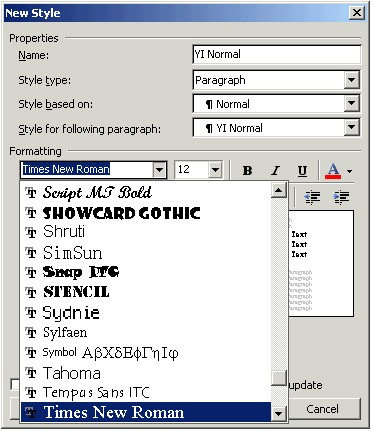 New Style
Properties
Name: YI Normal
Style type: Paragraph
Style based on: ¶ Normal
Style for following paragraph: ¶ YI Normal
Formatting
Times New Roman 12 B I U A
Script MT Bold
SHOWCARD GOTHIC
Shruti
SimSun
Snap ITC
STENCIL
Sydnie
Sylfaen
Symbol ΑβΧδΕφΓηΙφ
Tahoma
Tempus Sans ITC
Times New Roman
Text
Text
Text
update
Cancel